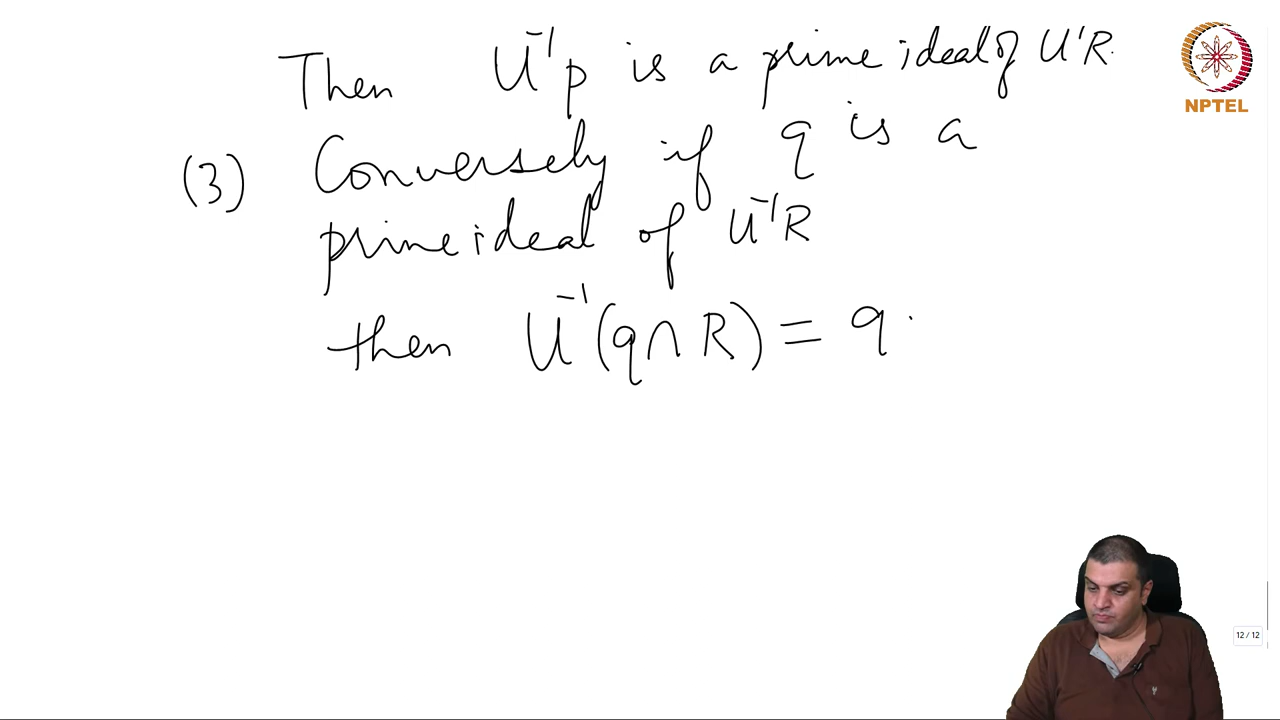 Then U⁻¹p is a prime ideal of U⁻¹R.
(3) Conversely if q is a
prime ideal of U⁻¹R
then U⁻¹(q∩R) = q.
NPTEL
12 / 12